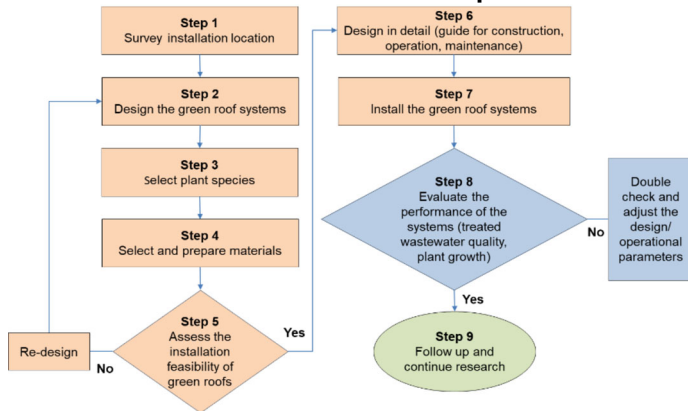 Step 1
Survey installation location
Step 2
Design the green roof systems
Step 3
Select plant species
Step 4
Select and prepare materials
Step 5
Assess the
installation
feasibility of
green roofs
No
Re-design
Yes
Step 6
Design in detail (guide for construction,
operation, maintenance)
Step 7
Install the green roof systems
Step 8
Evaluate the
performance of the
systems (treated
wastewater quality,
plant growth)
No
Double
check and
adjust the
design/
operational
parameters
Yes
Step 9
Follow up and
continue research